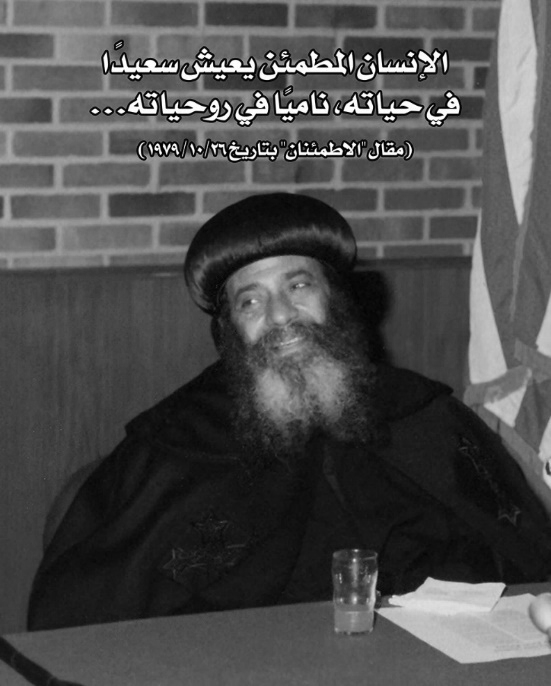 الإنسان المطمئن يعيش سعيدًا
في حياته، ناميًا في روحياته...
(مقال "الاطمئنان" بتاريخ ٢٦/ ١٠/ ١٩٧٩)